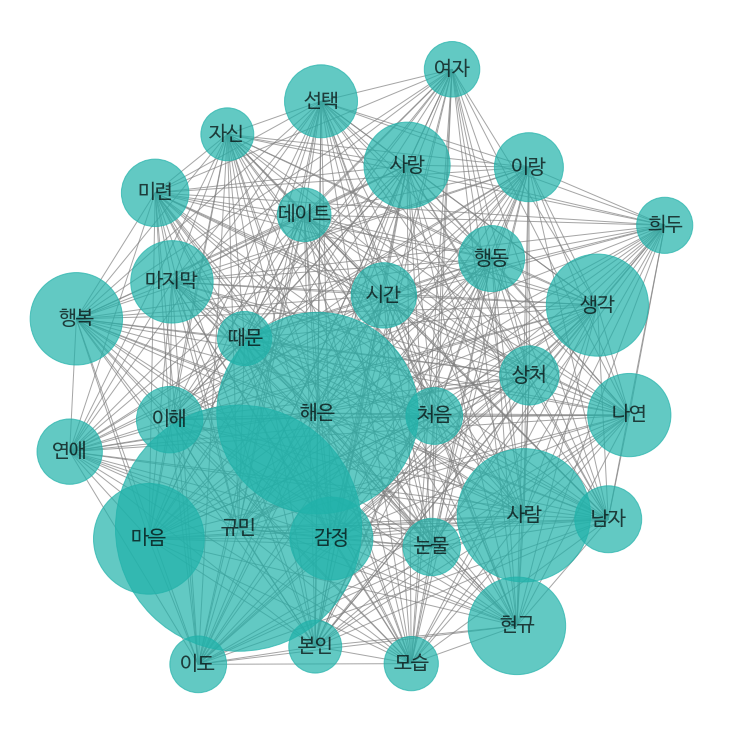 여자
선택
자신
사랑
이랑
미련
데이트
희두
행동
마지막
시간
생각
행복
때문
상처
해은
처음
나연
이해
연애
사람
남자
규민
마음
감정
눈물
현규
본인
이도
모습